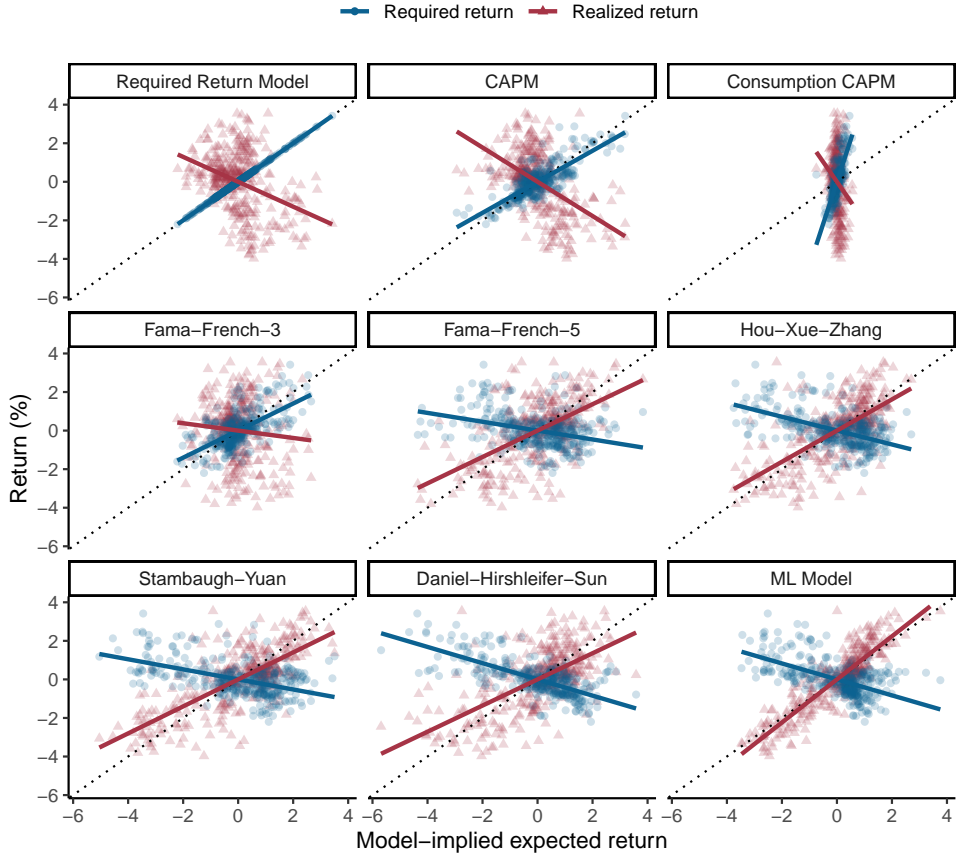 Required return Realized return
Required Return Model CAPM Consumption CAPM
4
2
0
−2
−4
−6
Fama−French−3 Fama−French−5 Hou−Xue−Zhang
4
2
0
−2
−4
−6
Return (%)
Stambaugh−Yuan Daniel−Hirshleifer−Sun ML Model
4
2
0
−2
−4
−6
−6 −4 −2 0 2 4 −6 −4 −2 0 2 4 −6 −4 −2 0 2 4
Model−implied expected return